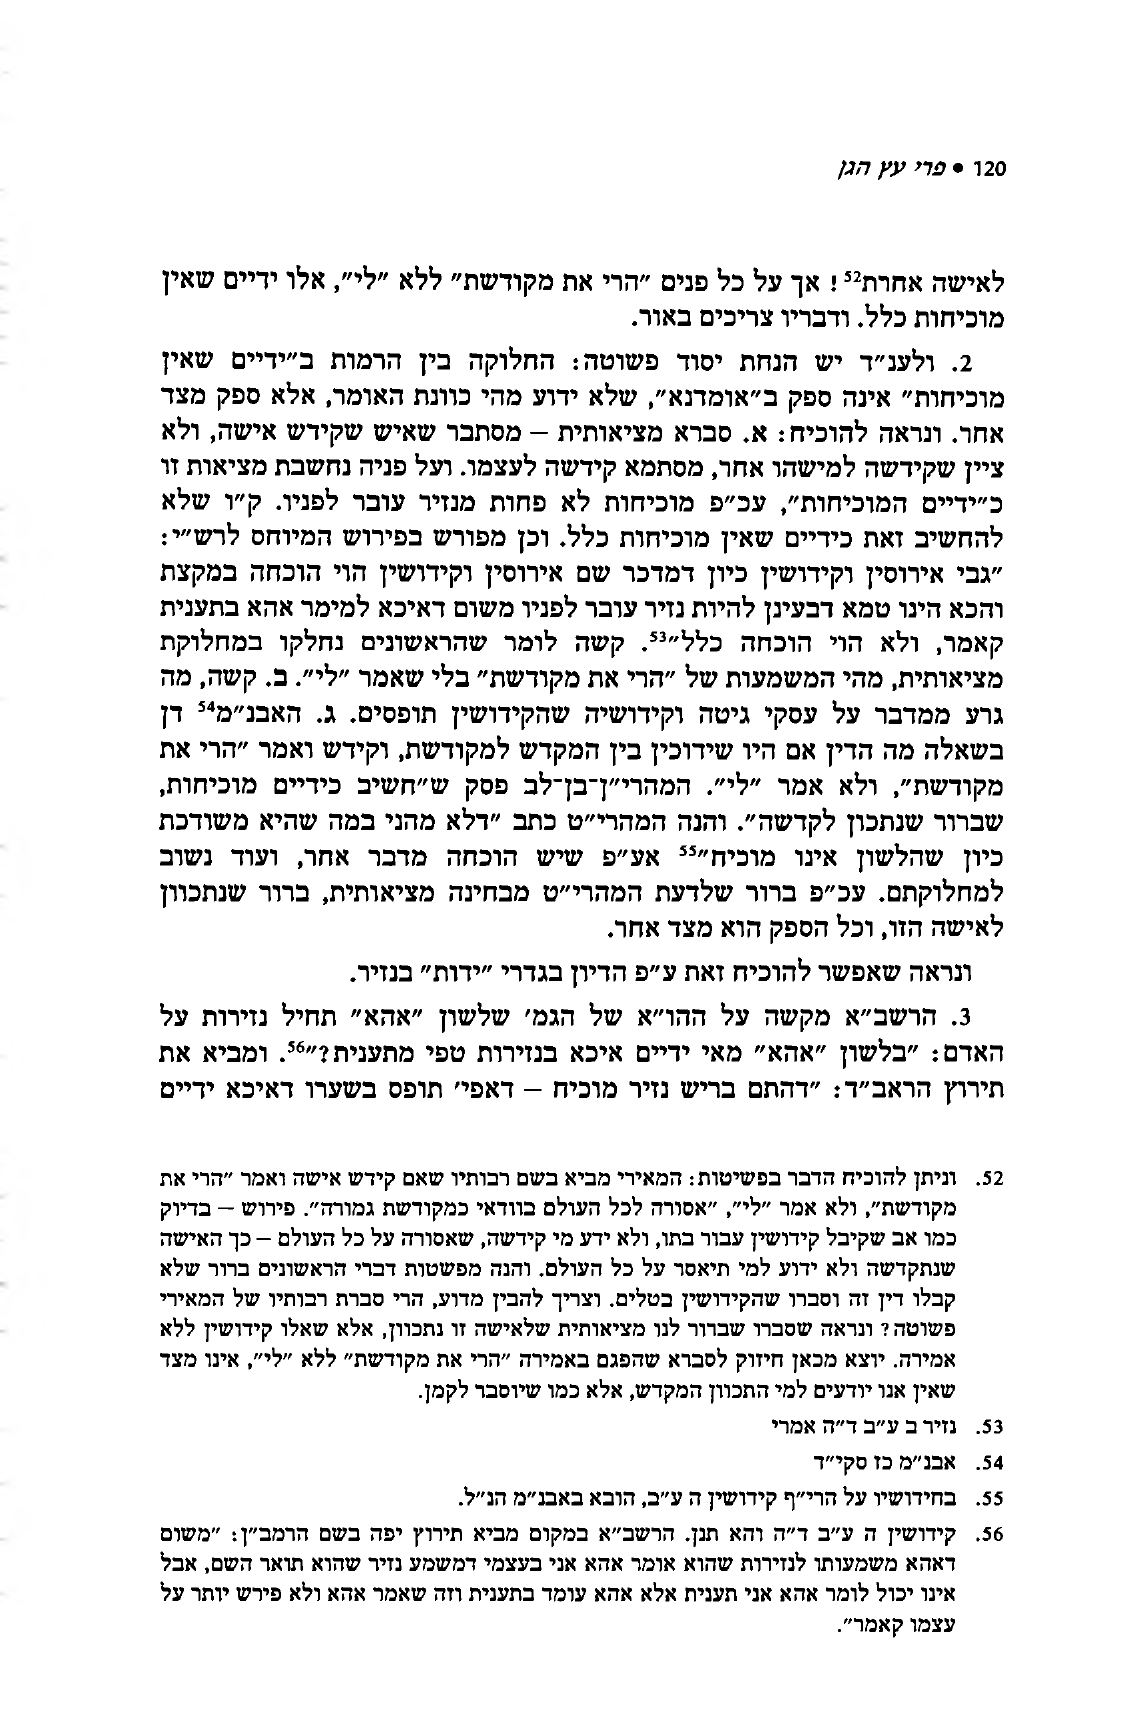 120 • פרי עץ הגן
לאישה אחרת52! אך על כל פנים "הרי את מקודשת" ללא "לי", אלו ידיים שאין
מוכיחות כלל. ודבריו צריכים באור.
2. ולענ"ד יש הנחת יסוד פשוטה: החלוקה בין הרמות ב"ידיים שאין
מוכיחות" אינה ספק ב"אומדנא", שלא ידוע מהי כוונת האומר, אלא ספק מצד
אחר. ונראה להוכיח: א. סברא מציאותית – מסתבר שאיש שקידש אישה, ולא
ציין שקידשה למישהו אחר, מסתמא קידשה לעצמו. ועל פניה נחשבת מציאות זו
כ"ידיים המוכיחות", עכ"פ מוכיחות לא פחות מנזיר עובר לפניו. ק"ו שלא
להחשיב זאת כידיים שאין מוכיחות כלל. וכן מפורש בפירוש המיוחס לרש"י:
"גבי אירוסין וקידושין כיון דמדכר שם אירוסין וקידושין הוי הוכחה במקצת
והכא הינו טמא דבעינן להיות נזיר עובר לפניו משום דאיכא למימר אהא בתענית
קאמר, ולא הוי הוכחה כלל"53. קשה לומר שהראשונים נחלקו במחלוקת
מציאותית, מהי המשמעות של "הרי את מקודשת" בלי שאמר "לי". ב. קשה, מה
גרע ממדבר על עסקי גיטה וקידושיה שהקידושין תופסים. ג. האבנ"מ54 דן
בשאלה מה הדין אם היו שידוכין בין המקדש למקודשת, וקידש ואמר "הרי את
מקודשת", ולא אמר "לי". המהרי"ן־בן־לב פסק ש"חשיב כידיים מוכיחות,
שברור שנתכון לקדשה". והנה המהרי"ט כתב "דלא מהני במה שהיא משודכת
כיון שהלשון אינו מוכיח"55 אע"פ שיש הוכחה מדבר אחר, ועוד נשוב
למחלוקתם. עכ"פ ברור שלדעת המהרי"ט מבחינה מציאותית, ברור שנתכוון
לאישה הזו, וכל הספק הוא מצד אחר.
ונראה שאפשר להוכיח זאת ע"פ הדיון בגדרי "ידות" בנזיר.
3. הרשב"א מקשה על ההו"א של הגמ' שלשון "אהא" תחיל נזירות על
האדם: "בלשון "אהא" מאי ידיים איכא בנזירות טפי מתענית?"56. ומביא את
תירוץ הראב"ד: "דהתם בריש נזיר מוכיח – דאפי' תופס בשערו דאיכא ידיים
52. וניתן להוכיח הדבר בפשיטות: המאירי מביא בשם רבותיו שאם קידש אישה ואמר "הרי את
מקודשת", ולא אמר "לי", "אסורה לכל העולם בוודאי כמקודשת גמורה". פירוש – בדיוק
כמו אב שקיבל קידושין עבור בתו, ולא ידע מי קידשה, שאסורה על כל העולם – כך האישה
שנתקדשה ולא ידוע למי תיאסר על כל העולם. והנה מפשטות דברי הראשונים ברור שלא
קבלו דין זה וסברו שהקידושין בטלים. וצריך להבין מדוע, הרי סברת רבותיו של המאירי
פשוטה? ונראה שסברו שברור לנו מציאותית שלאישה זו נתכוון, אלא שאלו קידושין ללא
אמירה. יוצא מכאן חיזוק לסברא שהפגם באמירה "הרי את מקודשת" ללא "לי", אינו מצד
שאין אנו יודעים למי התכוון המקדש, אלא כמו שיוסבר לקמן.
53. נזיר ב ע"ב ד"ה אמרי
54. אבנ"מ כז סקי"ד
55. בחידושיו על הרי"ף קידושין ה ע"ב, הובא באבנ"מ הנ"ל.
56. קידושין ה ע"ב ד"ה והא תנן. הרשב"א במקום מביא תירוץ יפה בשם הרמב"ן: "משום
דאהא משמעותו לנזירות שהוא אומר אהא אני בעצמי דמשמע נזיר שהוא תואר השם, אבל
אינו יכול לומר אהא אני תענית אלא אהא עומד בתענית וזה שאמר אהא ולא פירש יותר על
עצמו קאמר".